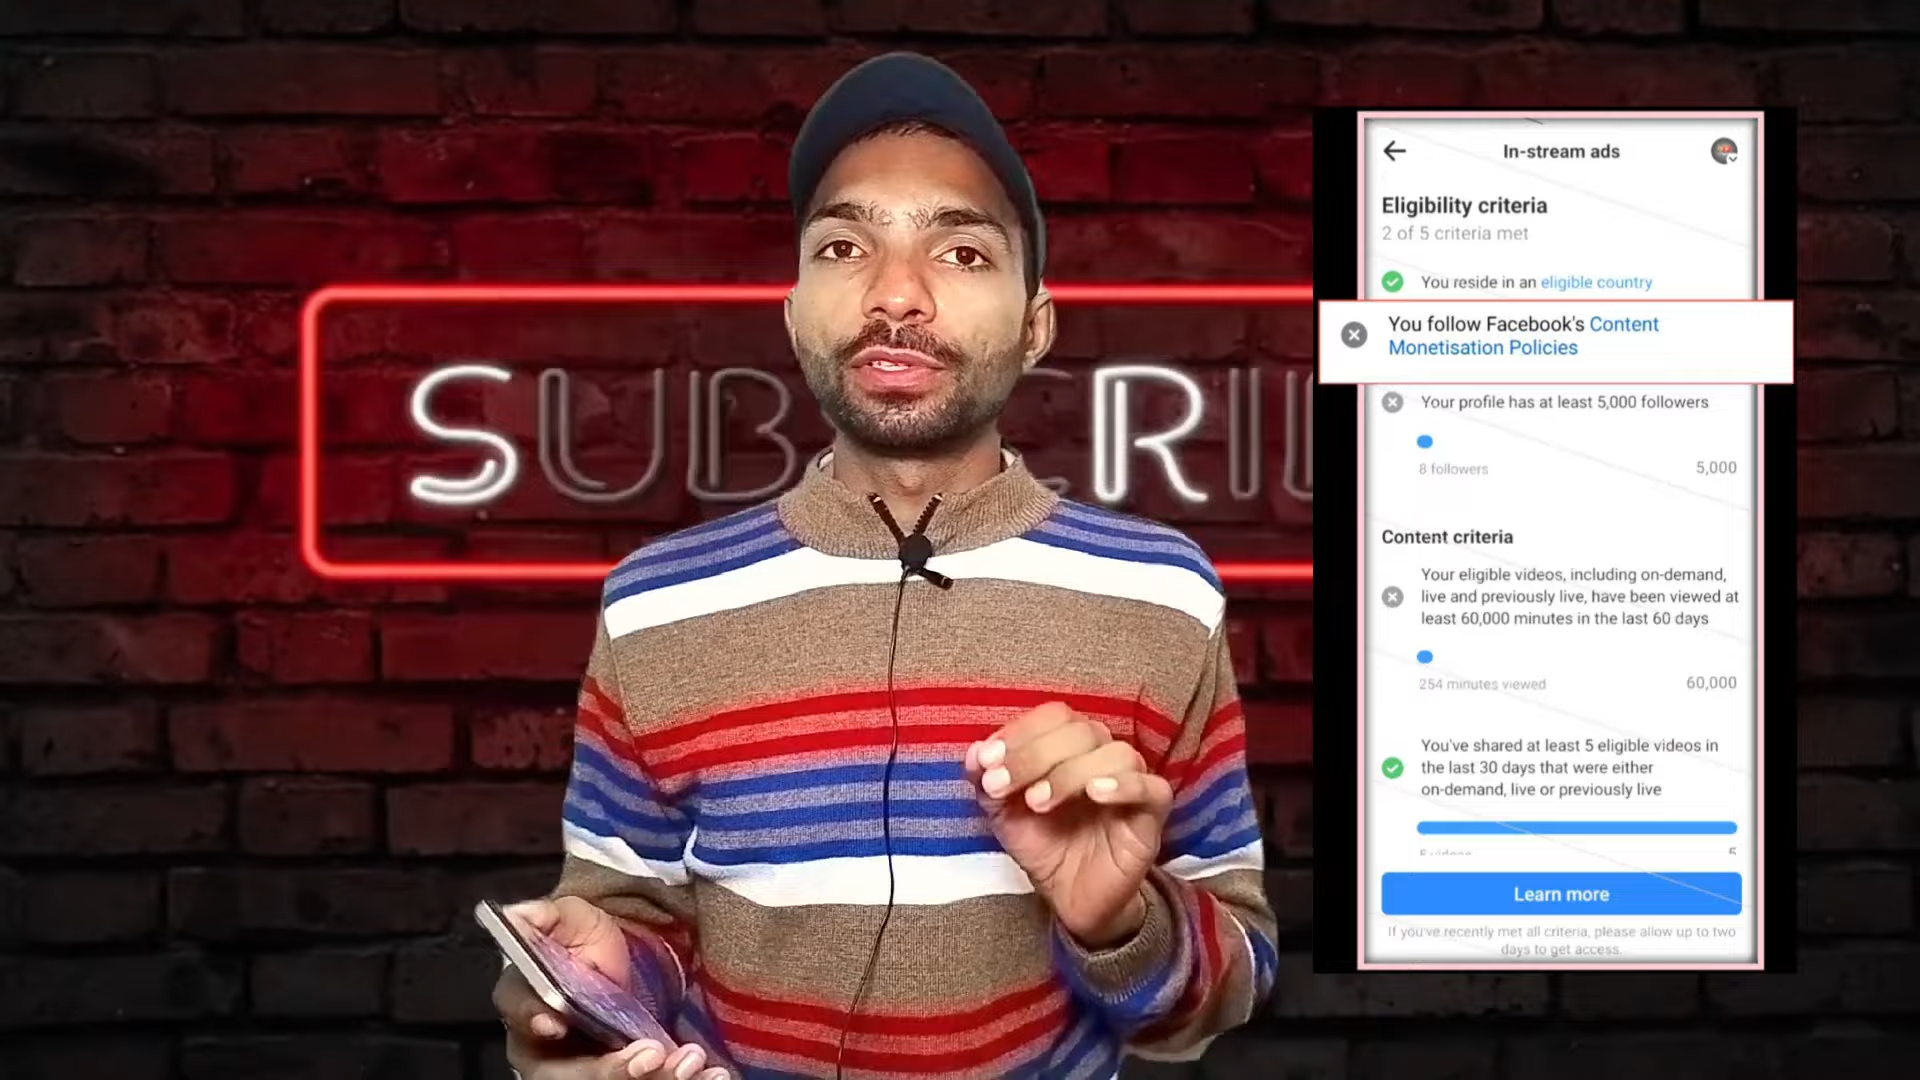 SUBSCRI
In-stream ads
Eligibility criteria
2 of 5 criteria met
You reside in an eligible country
You follow Facebook's Content
Monetisation Policies
Your profile has at least 5,000 followers
8 followers 5,000
Content criteria
Your eligible videos, including on-demand,
live and previously live, have been viewed at
least 60,000 minutes in the last 60 days
254 minutes viewed 60,000
You've shared at least 5 eligible videos in
the last 30 days that were either
on-demand, live or previously live
Learn more
If you've recently met all criteria, please allow up to two
days to get access.